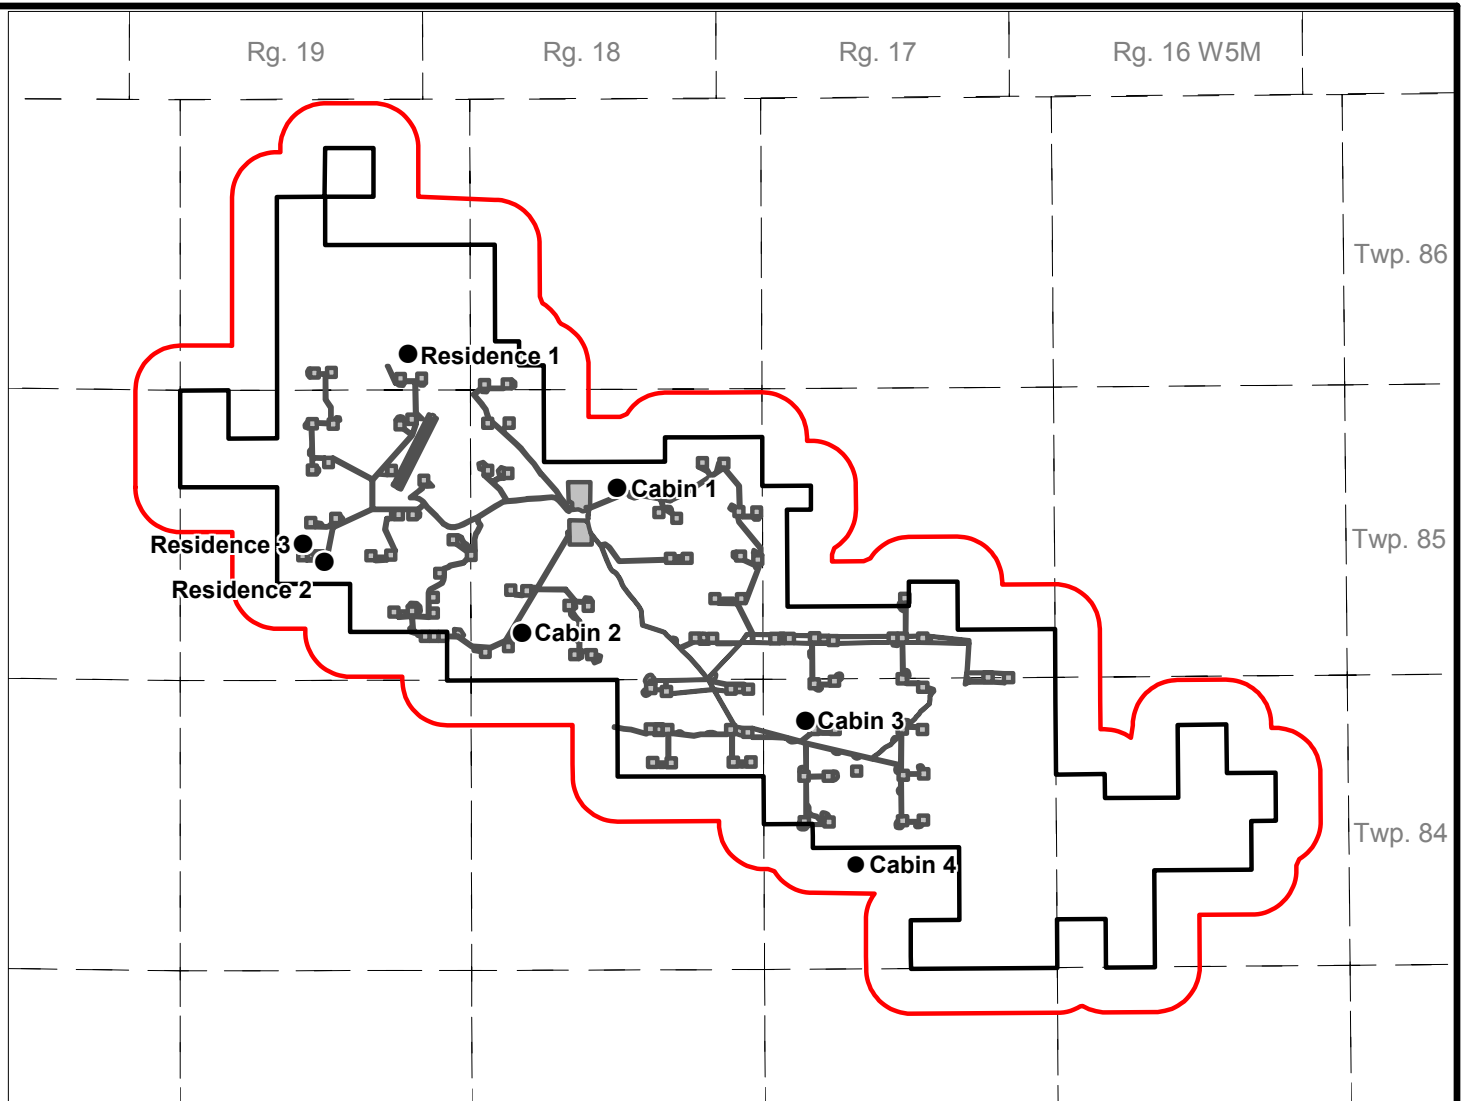 Rg. 19
Rg. 18
Rg. 17
Rg. 16 W5M
Twp. 86
Residence 1
Cabin 1
Twp. 85
Residence 3
Residence 2
Cabin 2
Cabin 3
Twp. 84
Cabin 4